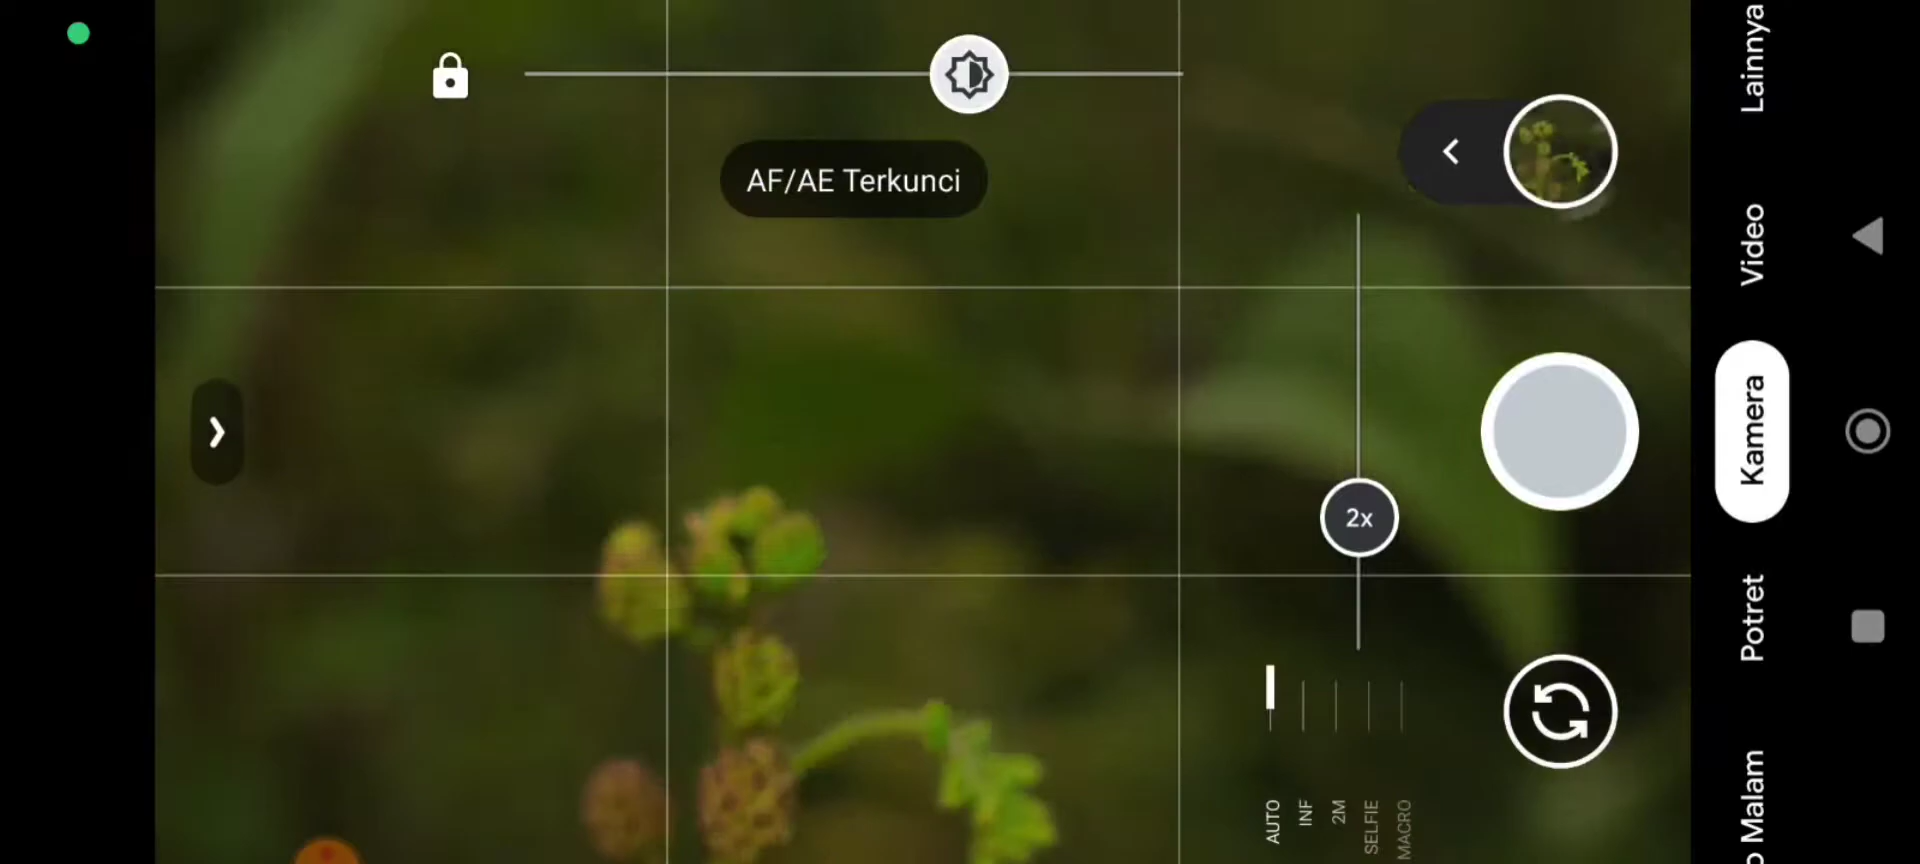 AF/AE Terkunci
2x
AUTO
INF
2M
SELFIE
MACRO
Lainnya
Video
Kamera
Potret
Malam